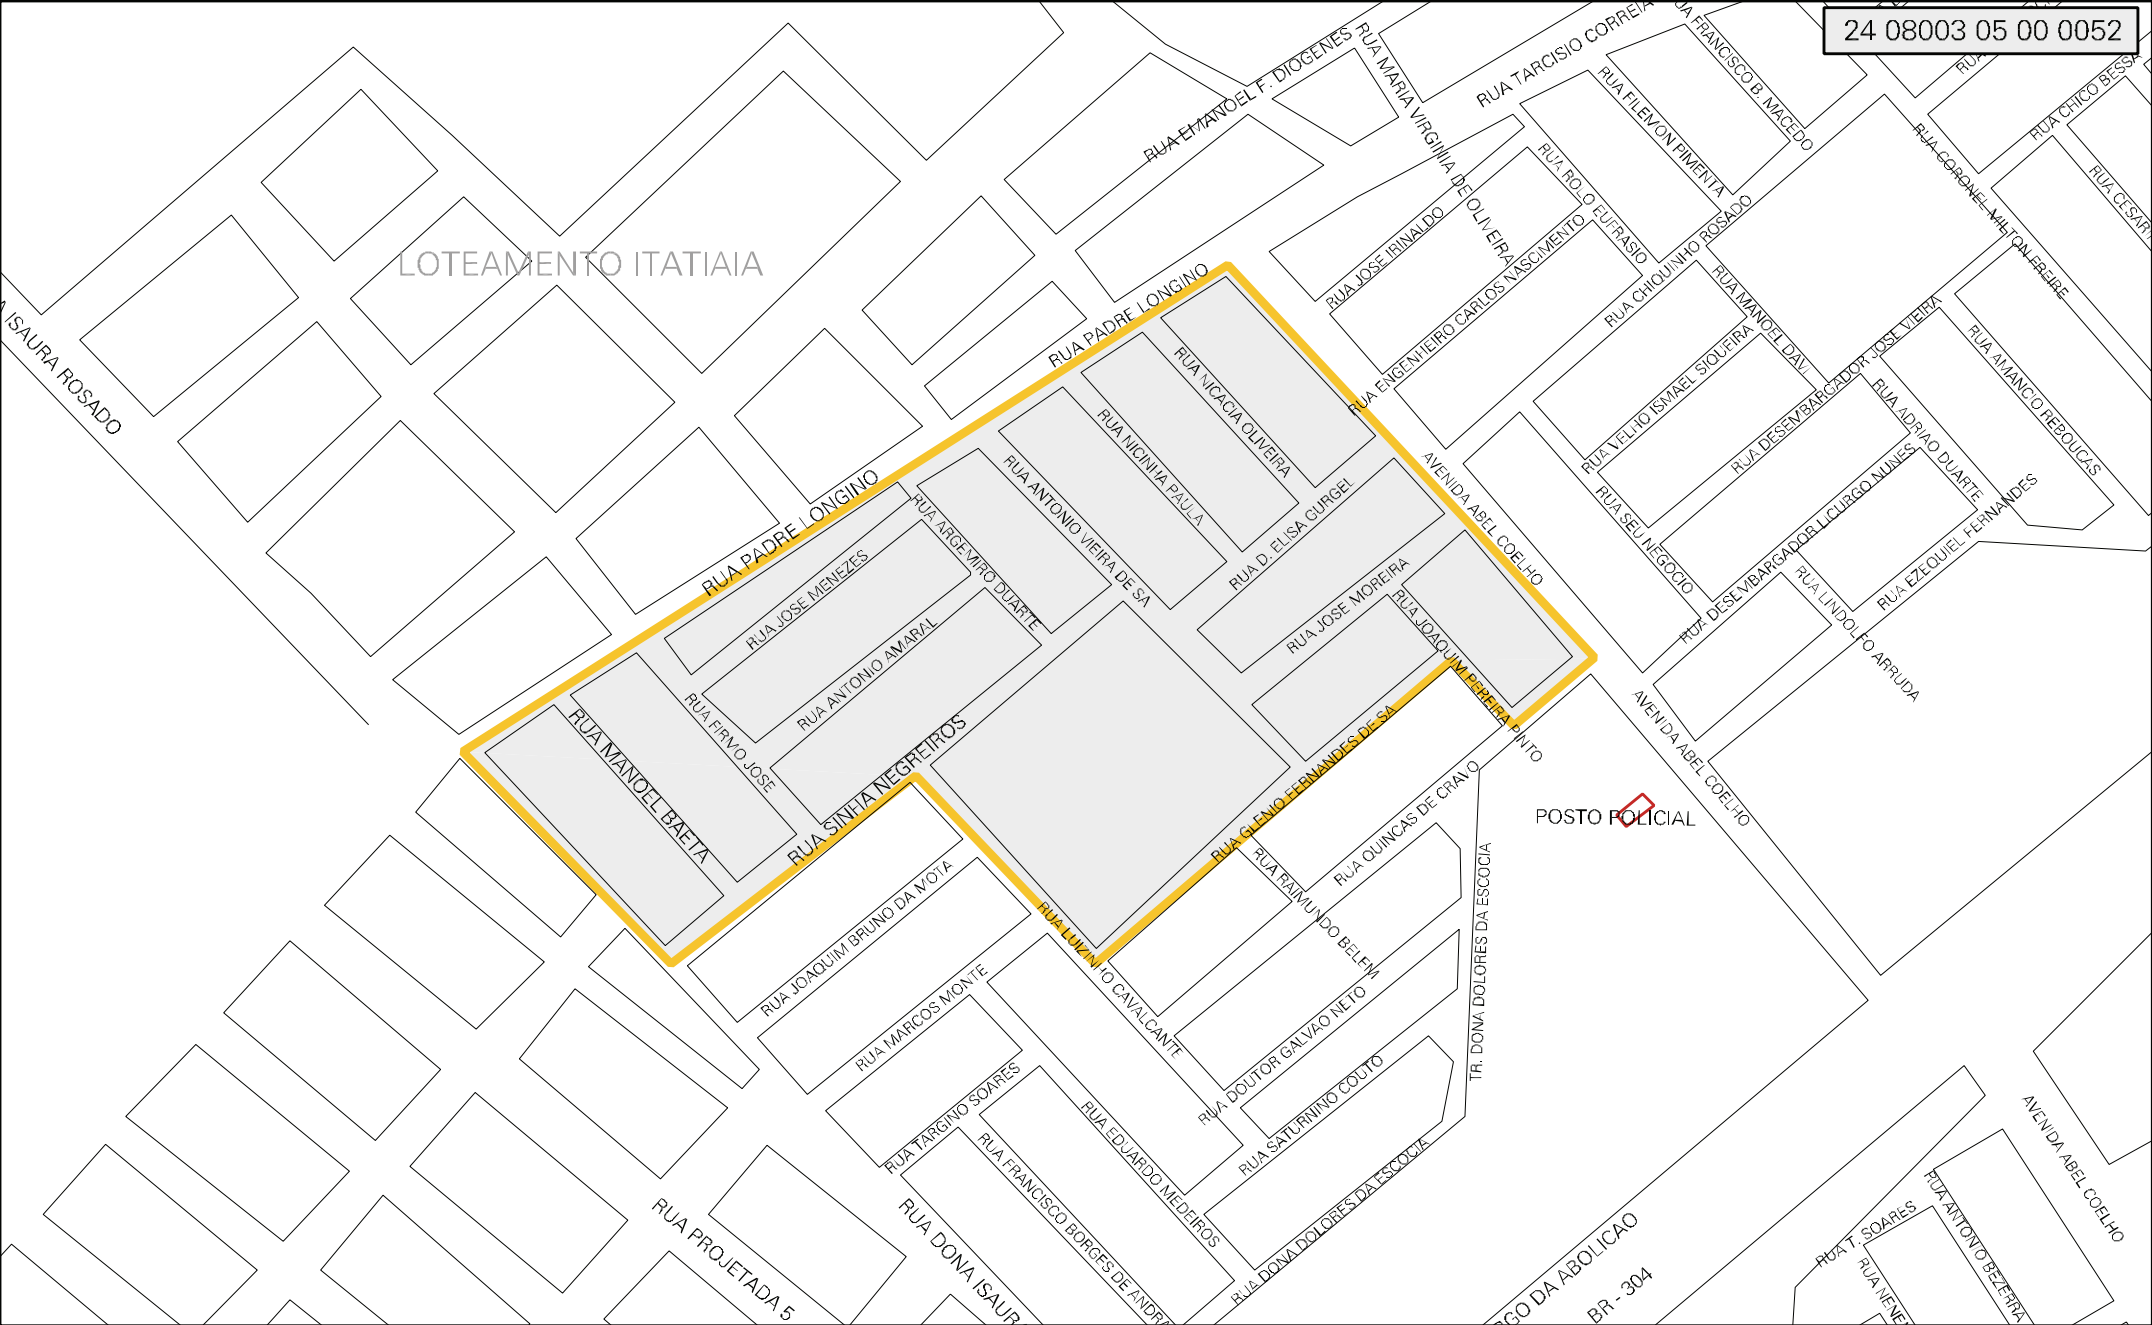 24 08003 05 00 0052
RUA EMANOEL F. DIOGENES
RUA MARIA VIRGINIA DE OLIVEIRA
RUA TARCISIO CORREIA
RUA FRANCISCO B. MACEDO
RUA FILEMON PIMENTA
RUA
RUA CHICO BESSA
RUA CORONEL MILTON FREIRE
RUA ROLO EUFRASIO
RUA JOSE IRINALDO
RUA ENGENHEIRO CARLOS NASCIMENTO
RUA CHIQUINHO ROSADO
LOTEAMENTO ITATIAIA
ISAURA ROSADO
RUA PADRE LONGINO
RUA MANOEL DAVI
RUA VELHO ISMAEL SIQUEIRA
RUA DESEMBARGADOR JOSE VIEIRA
RUA AMANCIO REBOUCAS
RUA ADRIAO DUARTE
RUA NICACIA OLIVEIRA
RUA NICINHA PAULA
RUA ANTONIO VIEIRA DE SA
RUA ARGEMIRO DUARTE
RUA PADRE LONGINO
RUA D. ELISA GURGEL
AVENIDA ABEL COELHO
RUA SEU NEGOCIO
RUA DESEMBARGADOR LICURGO NUNES
RUA EZEQUIEL FERNANDES
RUA LINDOLFO ARRUDA
RUA JOSE MENEZES
RUA ANTONIO AMARAL
RUA JOSE MOREIRA
RUA JOAQUIM PEREIRA PINTO
RUA FIRMO JOSE
RUA MANOEL BAETA
RUA SINHA NEGREIROS
RUA GLENIO FERNANDES DE SA
AVENIDA ABEL COELHO
POSTO POLICIAL
RUA QUINCAS DE CRAVO
RUA RAIMUNDO BELEM
TR. DONA DOLORES DA ESCOCIA
RUA JOAQUIM BRUNO DA MOTA
RUA LUIZINHO CAVALCANTE
RUA MARCOS MONTE
RUA DOUTOR GALVAO NETO
RUA SATURNINO COUTO
RUA TARGINO SOARES
RUA EDUARDO MEDEIROS
RUA FRANCISCO BORGES DE ANDRA
RUA DONA DOLORES DA ESCOCIA
RUA PROJETADA 5
RUA DONA ISAUR
GO DA ABOLICAO
BR - 304
AVENIDA ABEL COELHO
RUA T. SOARES
RUA ANTONIO BEZERRA
RUA NENE